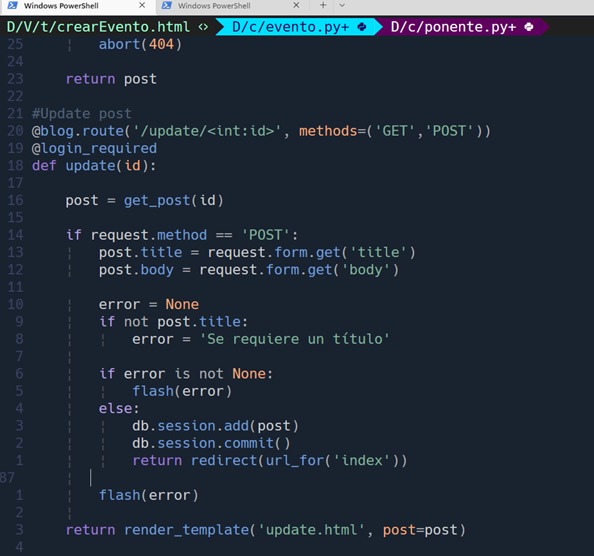 Windows PowerShell × Windows PowerShell × + ⌄
D/V/t/crearEvento.html <> D/c/evento.py+ D/c/ponente.py+
25 abort(404)
24
23 return post
22
21 #Update post
20 @blog.route('/update/<int:id>', methods=('GET','POST'))
19 @login_required
18 def update(id):
17
16 post = get_post(id)
15
14 if request.method == 'POST':
13 post.title = request.form.get('title')
12 post.body = request.form.get('body')
11
10 error = None
9 if not post.title:
8 error = 'Se requiere un título'
7
6 if error is not None:
5 flash(error)
4 else:
3 db.session.add(post)
2 db.session.commit()
1 return redirect(url_for('index'))
87
1 flash(error)
2
3 return render_template('update.html', post=post)
4